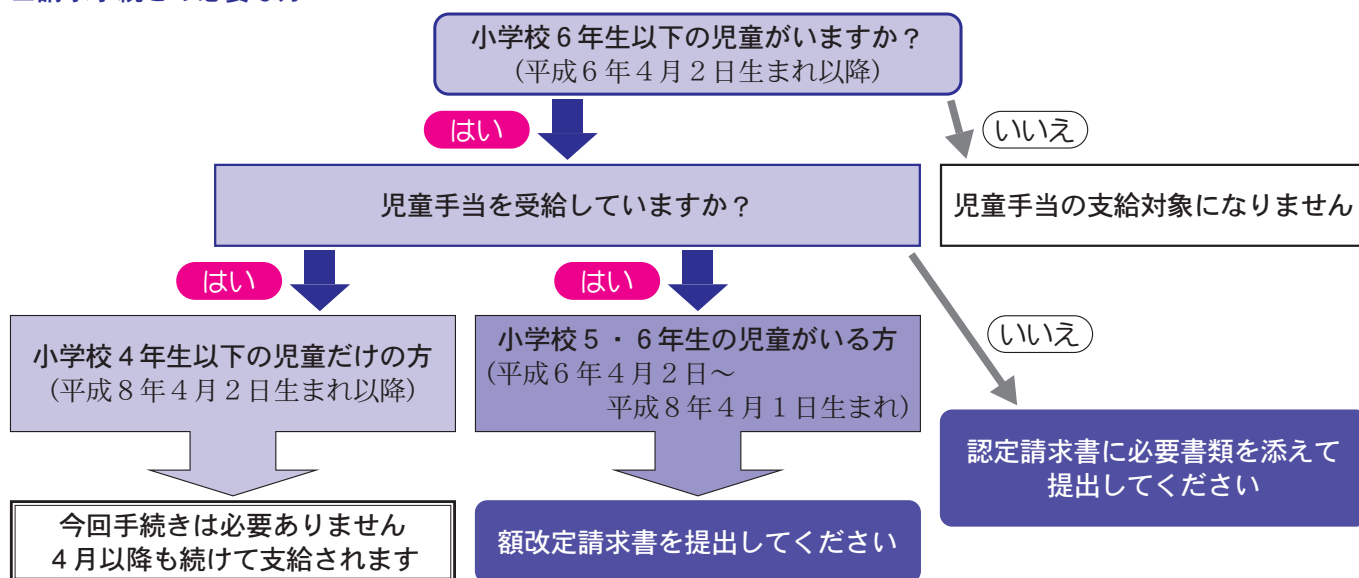 小学校６年生以下の児童がいますか？
（平成６年４月２日生まれ以降）
はい
いいえ
児童手当を受給していますか？
児童手当の支給対象になりません
はい
はい
いいえ
小学校４年生以下の児童だけの方
（平成８年４月２日生まれ以降）
小学校５・６年生の児童がいる方
（平成６年４月２日～
平成８年４月１日生まれ）
認定請求書に必要書類を添えて
提出してください
今回手続きは必要ありません
４月以降も続けて支給されます
額改定請求書を提出してください